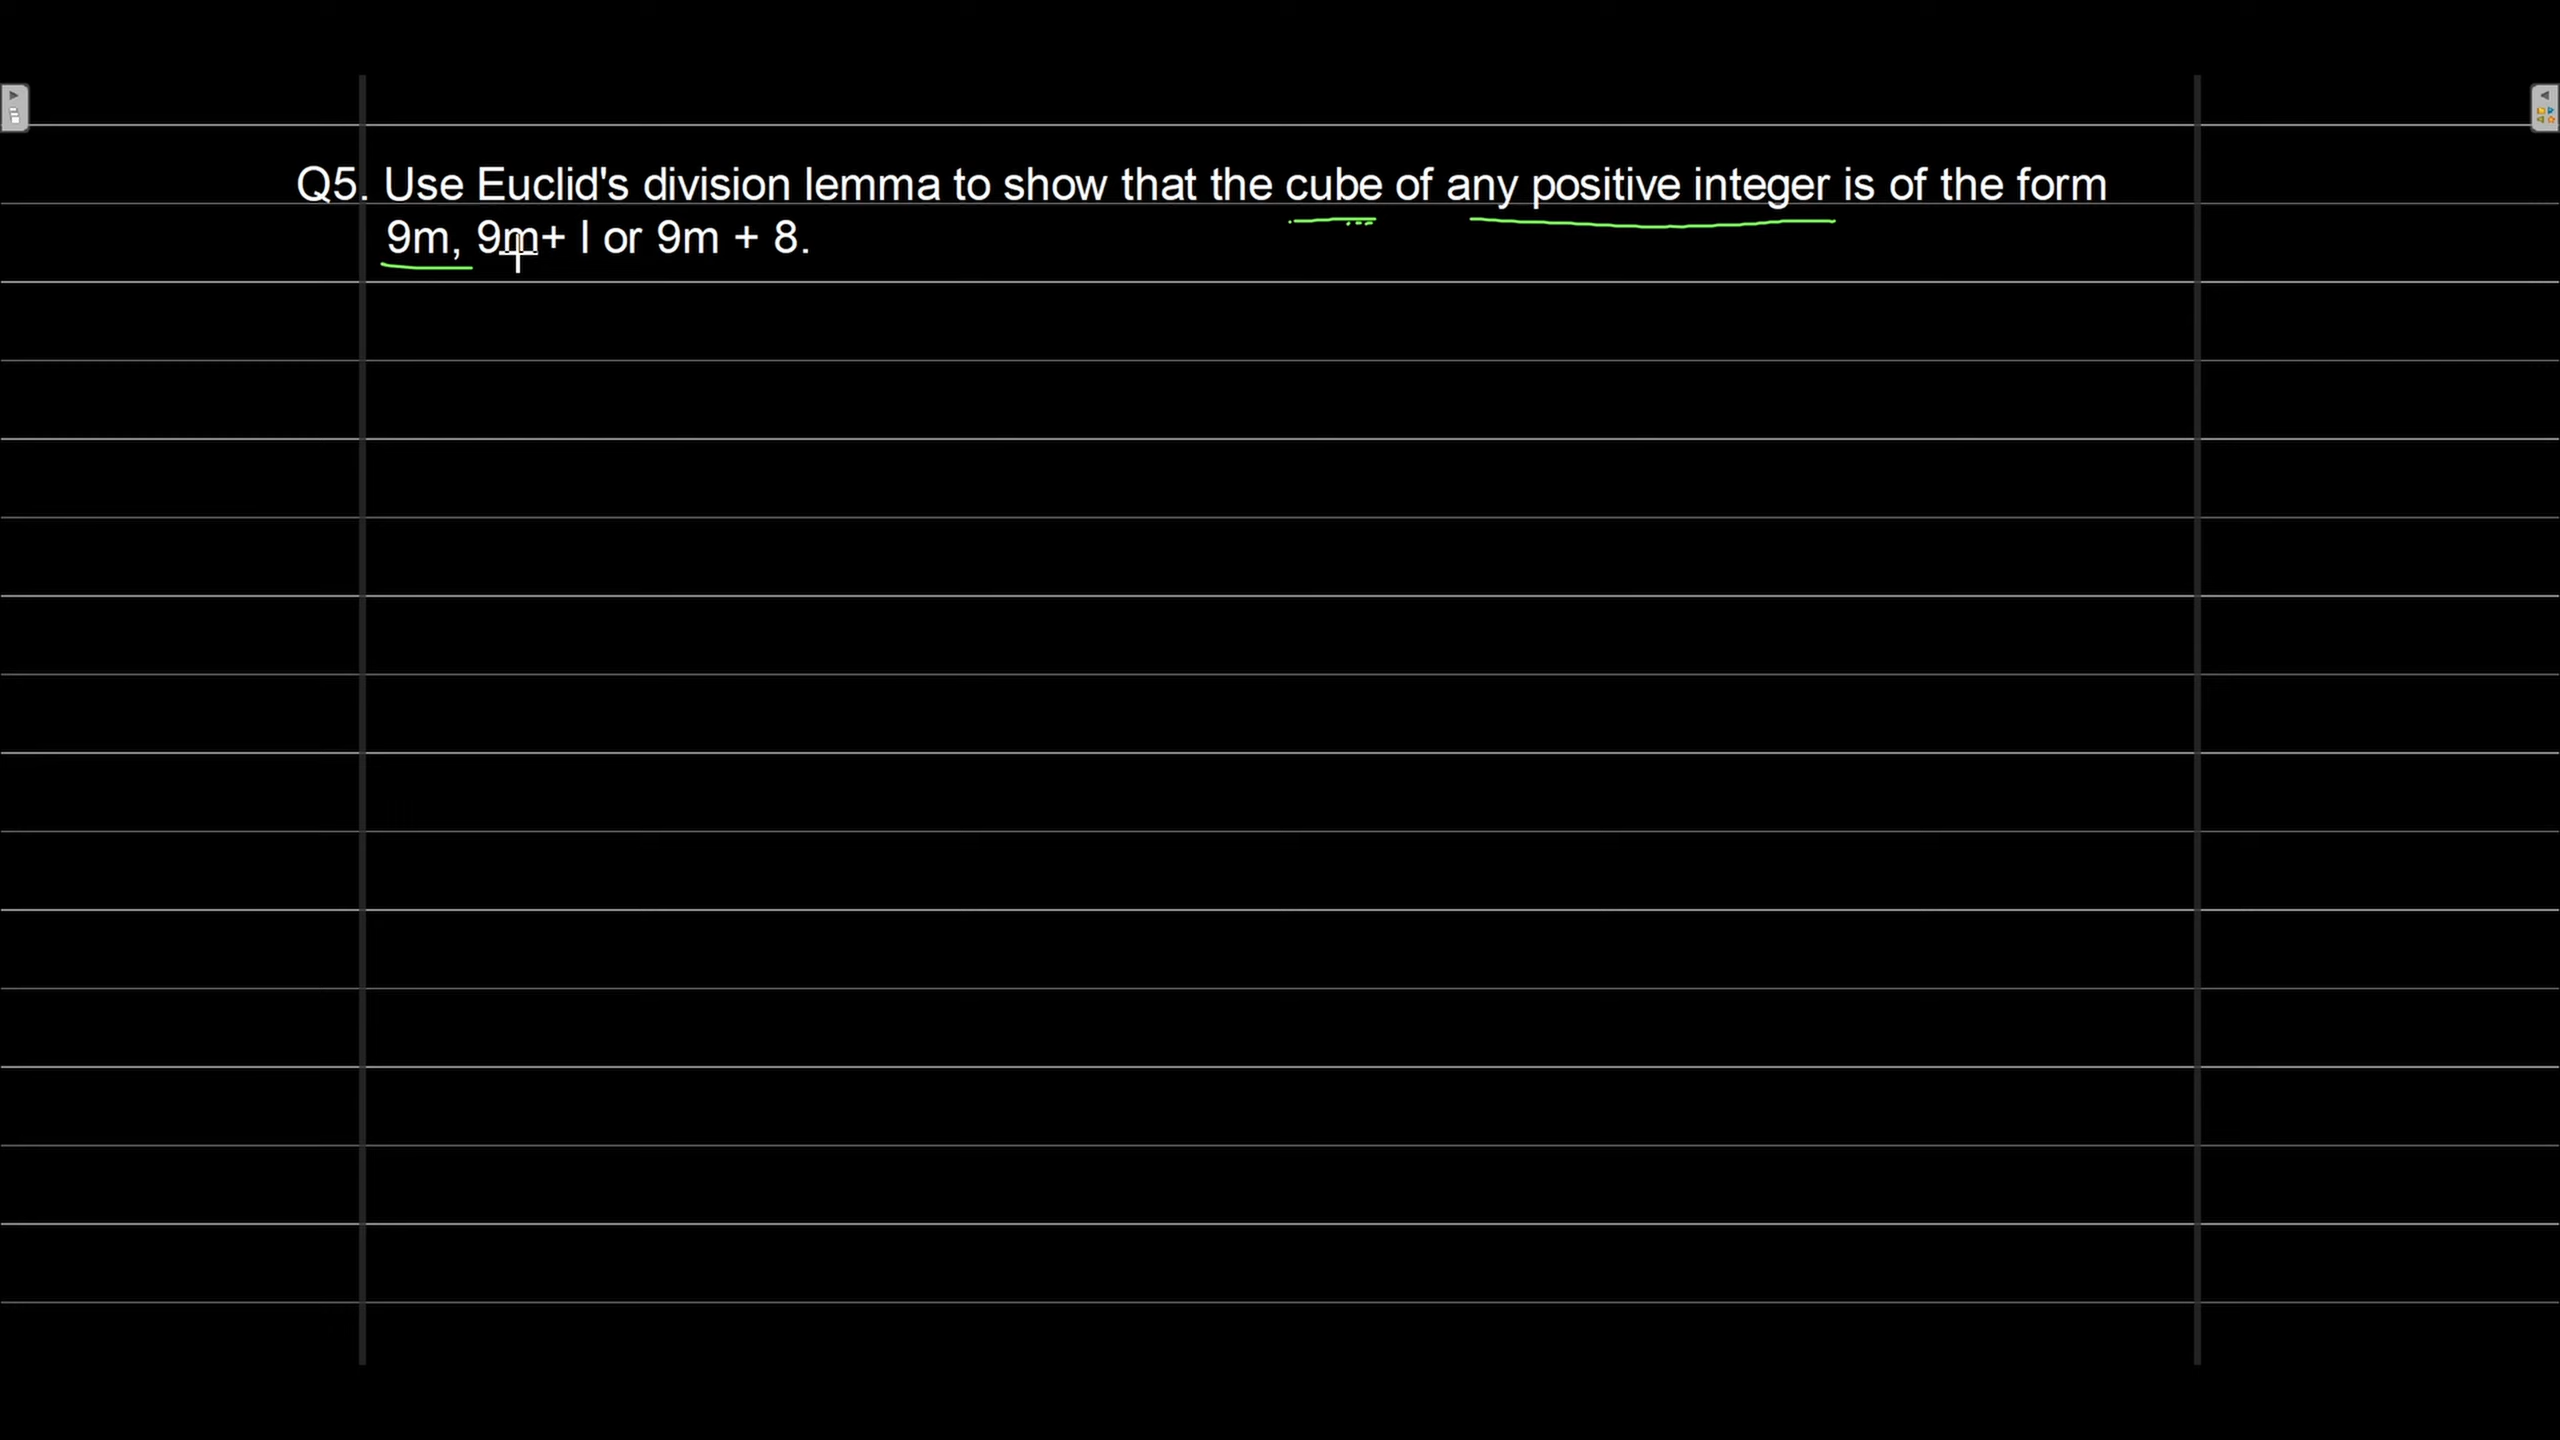 Q5. Use Euclid's division lemma to show that the cube of any positive integer is of the form
9m, 9m+ l or 9m + 8.